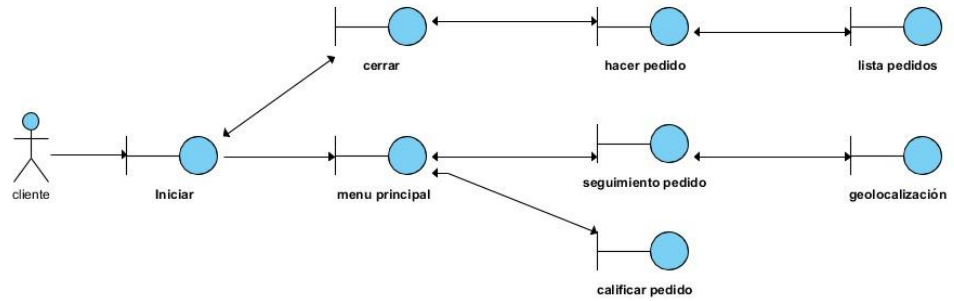 cerrar
hacer pedido
lista pedidos
cliente
Iniciar
menu principal
seguimiento pedido
geolocalización
calificar pedido